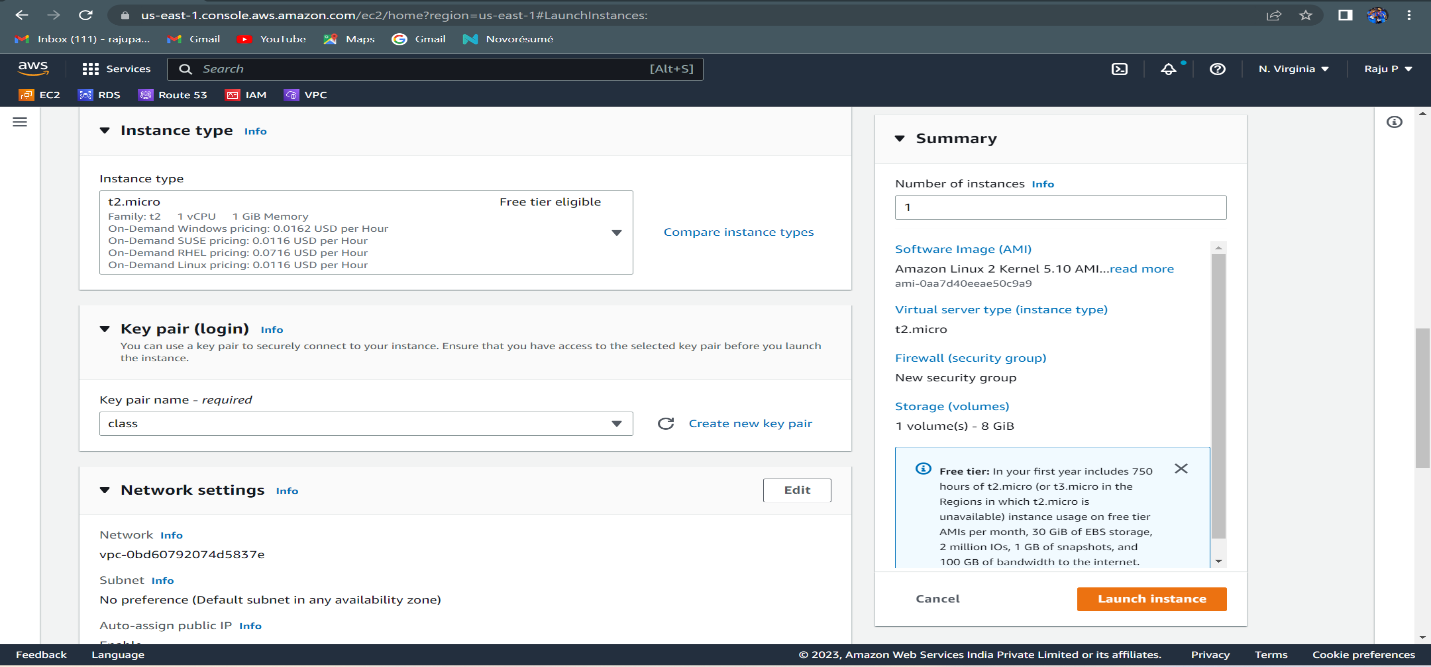 us-east-1.console.aws.amazon.com/ec2/home?region=us-east-1#LaunchInstances:
Inbox (111) - rajupa... Gmail YouTube Maps Gmail Novorésumé
aws Services Search [Alt+S] N. Virginia Raju P
EC2 RDS Route 53 IAM VPC
Instance type Info
Instance type
t2.micro Free tier eligible
Family: t2 1 vCPU 1 GiB Memory
On-Demand Windows pricing: 0.0162 USD per Hour
On-Demand SUSE pricing: 0.0116 USD per Hour
On-Demand RHEL pricing: 0.0716 USD per Hour
On-Demand Linux pricing: 0.0116 USD per Hour
Compare instance types
Key pair (login) Info
You can use a key pair to securely connect to your instance. Ensure that you have access to the selected key pair before you launch
the instance.
Key pair name - required
class
Create new key pair
Network settings Info
Edit
Network Info
vpc-0bd60792074d5837e
Subnet Info
No preference (Default subnet in any availability zone)
Auto-assign public IP Info
Enable
Summary
Number of instances Info
1
Software Image (AMI)
Amazon Linux 2 Kernel 5.10 AMI...read more
ami-0aa7d40eeae50c9a9
Virtual server type (instance type)
t2.micro
Firewall (security group)
New security group
Storage (volumes)
1 volume(s) - 8 GiB
Free tier: In your first year includes 750
hours of t2.micro (or t3.micro in the
Regions in which t2.micro is
unavailable) instance usage on free tier
AMIs per month, 30 GiB of EBS storage,
2 million IOs, 1 GB of snapshots, and
100 GB of bandwidth to the internet.
Cancel
Launch instance
Feedback Language © 2023, Amazon Web Services India Private Limited or its affiliates. Privacy Terms Cookie preferences